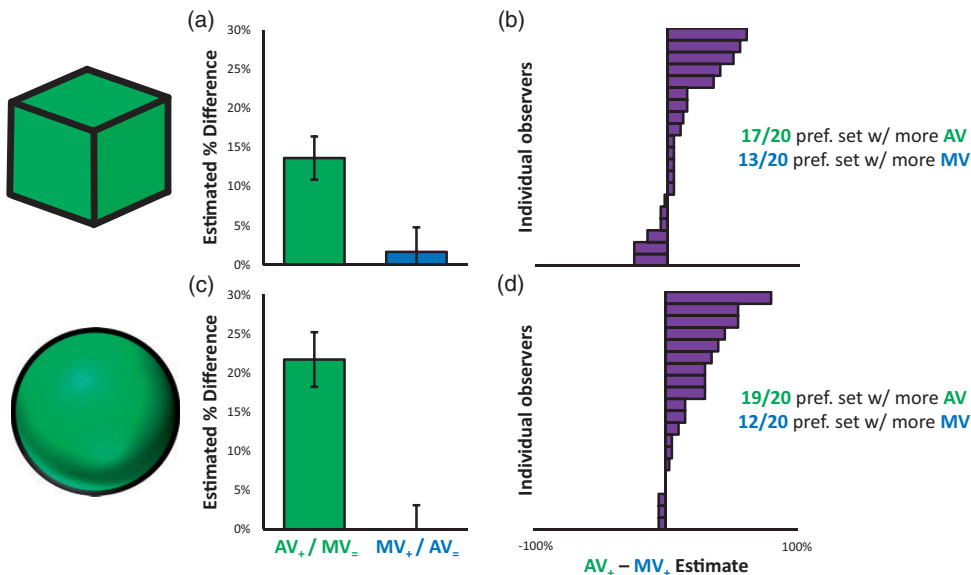 (a)
Estimated % Difference
30%
25%
20%
15%
10%
5%
0%
(b)
Individual observers
17/20 pref. set w/ more AV
13/20 pref. set w/ more MV
-100%
100%
(c)
Estimated % Difference
30%
25%
20%
15%
10%
5%
0%
AV₊ / MV₌
MV₊ / AV₌
(d)
Individual observers
19/20 pref. set w/ more AV
12/20 pref. set w/ more MV
-100%
100%
AV₊ – MV₊ Estimate